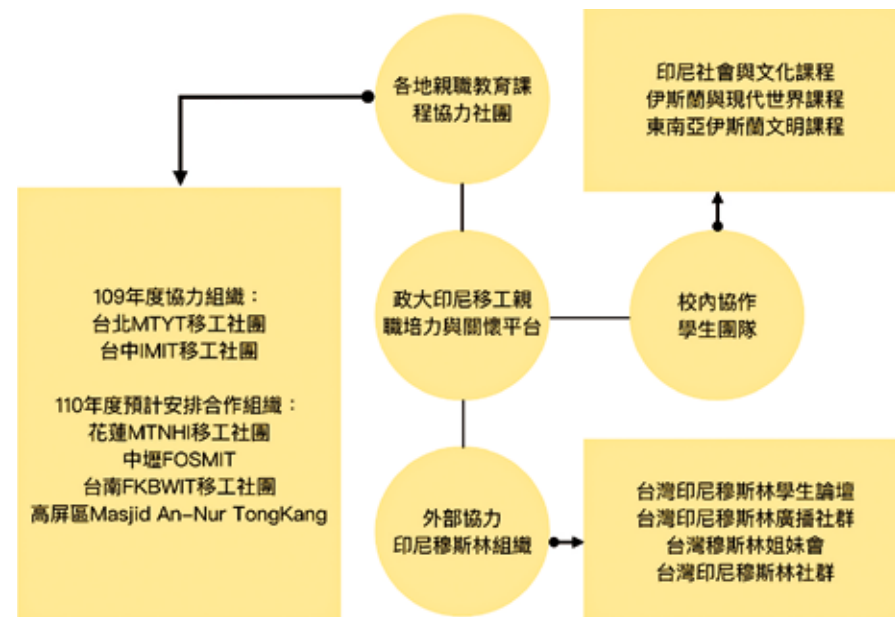 各地親職教育課
程協力社團
印尼社會與文化課程
伊斯蘭與現代世界課程
東南亞伊斯蘭文明課程
109年度協力組織：
台北MTYT移工社團
台中IMIT移工社團
110年度預計安排合作組織：
花蓮MTNHI移工社團
中壢FOSMIT
台南FKBWIT移工社團
高屏區Masjid An-Nur TongKang
政大印尼移工親
職培力與關懷平台
校內協作
學生團隊
外部協力
印尼穆斯林組織
台灣印尼穆斯林學生論壇
台灣印尼穆斯林廣播社群
台灣穆斯林姐妹會
台灣印尼穆斯林社群